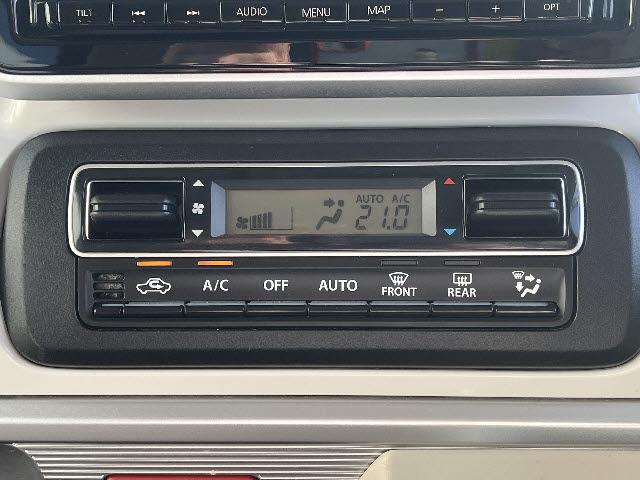 TILT AUDIO MENU MAP − + OPT
AUTO A/C
21.0
A/C OFF AUTO FRONT REAR